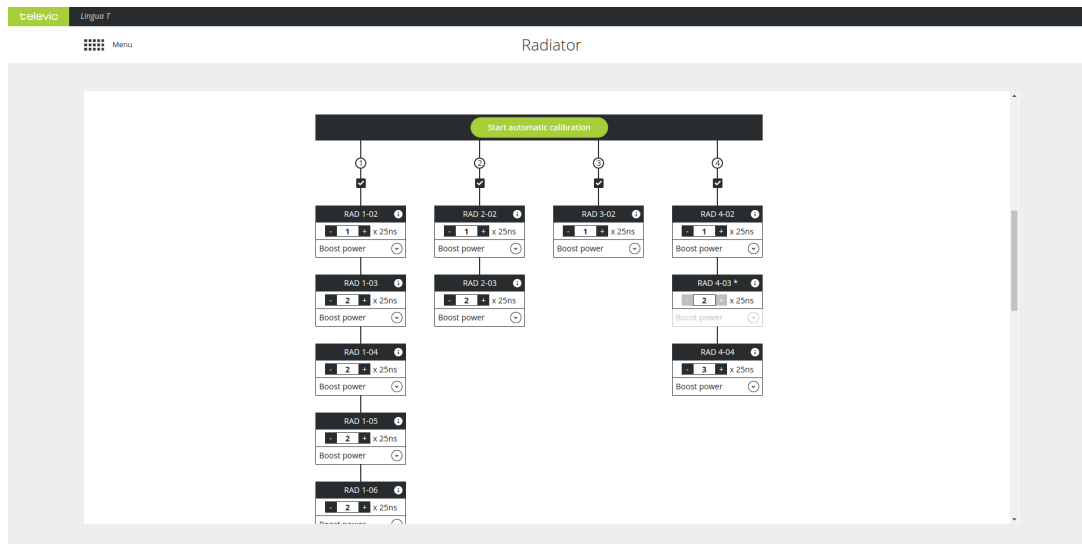 televic Lingua T
Menu
Radiator
Start automatic calibration
1 2 3 4
RAD 1-02 RAD 2-02 RAD 3-02 RAD 4-02
- 1 + x 25ns - 1 + x 25ns - 1 + x 25ns - 1 + x 25ns
Boost power Boost power Boost power Boost power
RAD 1-03 RAD 2-03 RAD 4-03 *
- 2 + x 25ns - 2 + x 25ns - 2 + x 25ns
Boost power Boost power Boost power
RAD 1-04 RAD 4-04
- 2 + x 25ns - 3 + x 25ns
Boost power Boost power
RAD 1-05
- 2 + x 25ns
Boost power
RAD 1-06
- 2 + x 25ns
Boost power